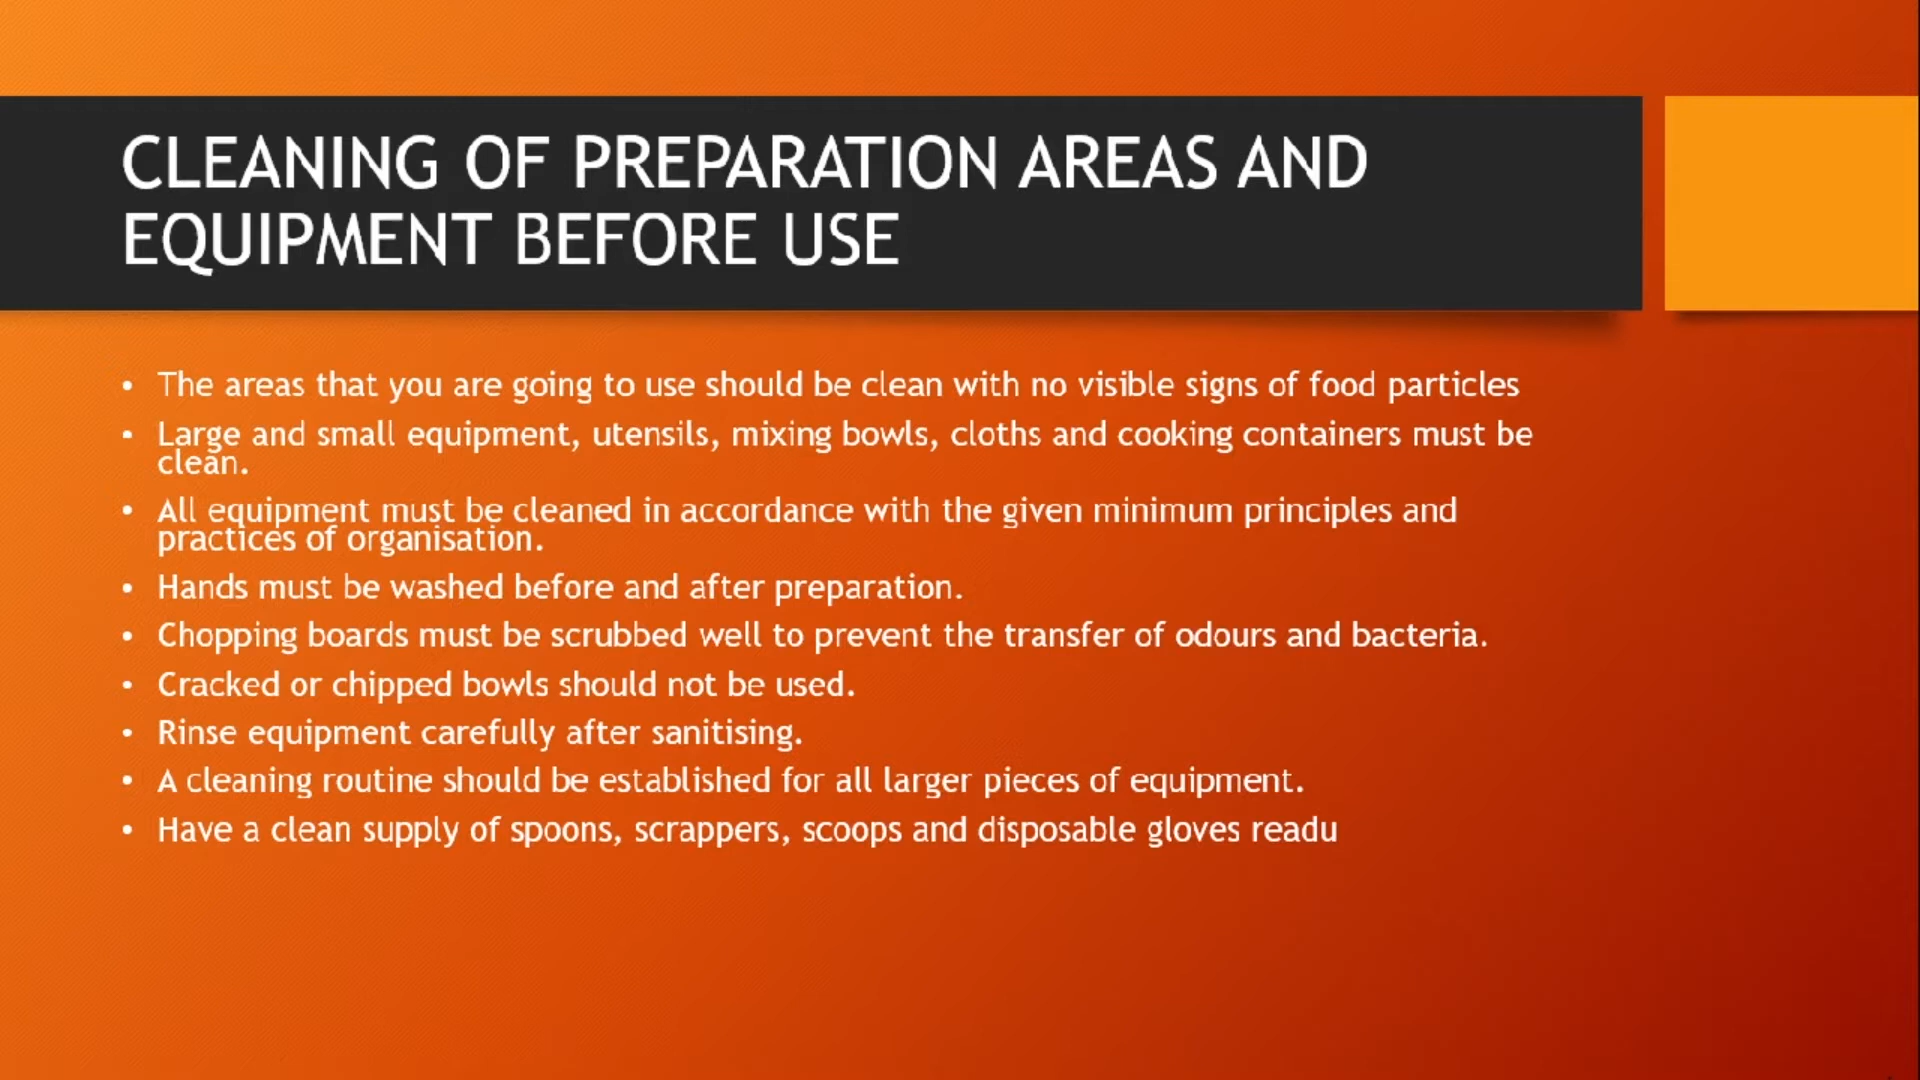 CLEANING OF PREPARATION AREAS AND
EQUIPMENT BEFORE USE
• The areas that you are going to use should be clean with no visible signs of food particles
• Large and small equipment, utensils, mixing bowls, cloths and cooking containers must be
clean.
• All equipment must be cleaned in accordance with the given minimum principles and
practices of organisation.
• Hands must be washed before and after preparation.
• Chopping boards must be scrubbed well to prevent the transfer of odours and bacteria.
• Cracked or chipped bowls should not be used.
• Rinse equipment carefully after sanitising.
• A cleaning routine should be established for all larger pieces of equipment.
• Have a clean supply of spoons, scrappers, scoops and disposable gloves readu